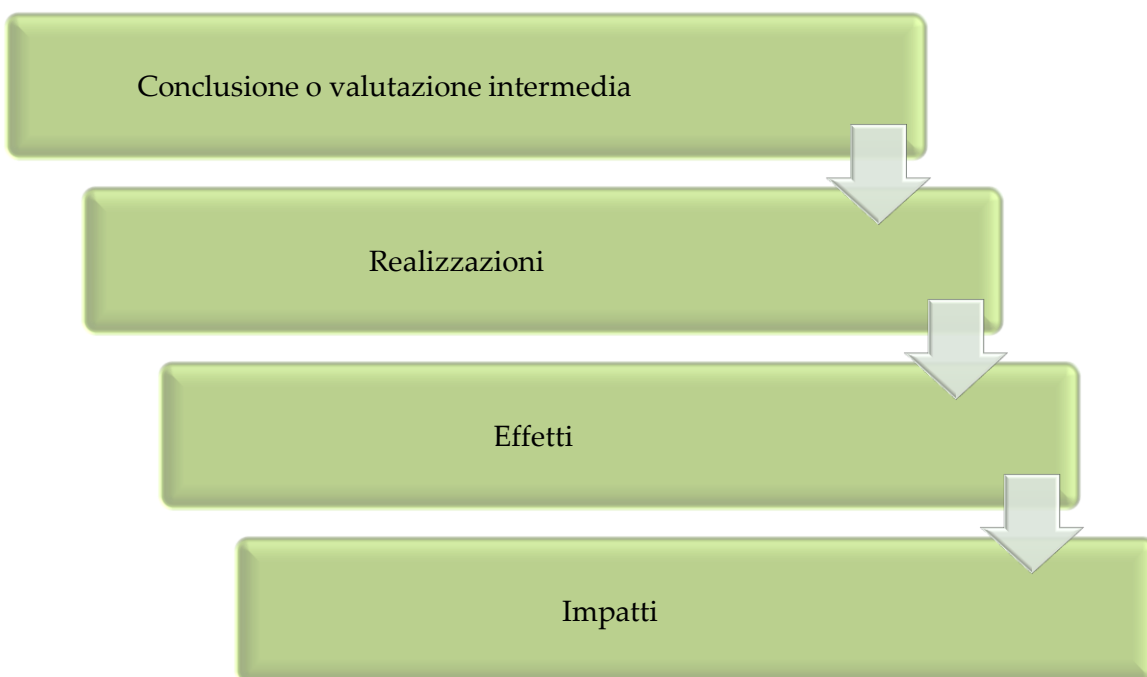 Conclusione o valutazione intermedia
Realizzazioni
Effetti
Impatti